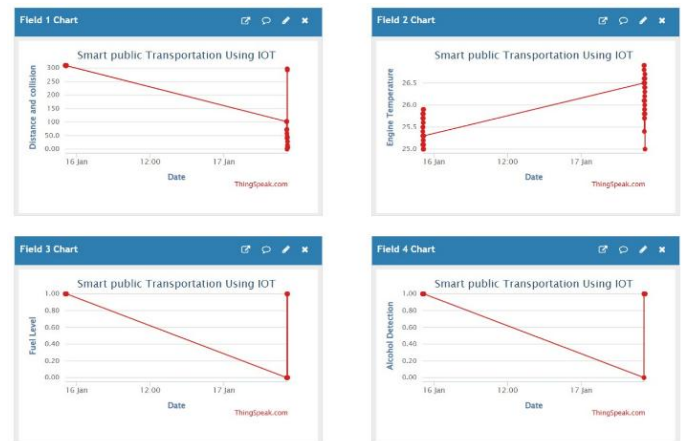 Field 1 Chart
Smart public Transportation Using IOT
Distance and collision
300
250
200
150
100
50.0
0.00
16 Jan 12:00 17 Jan
Date
ThingSpeak.com
Field 2 Chart
Smart public Transportation Using IOT
Engine Temperature
26.5
26.0
25.5
25.0
16 Jan 12:00 17 Jan
Date
ThingSpeak.com
Field 3 Chart
Smart public Transportation Using IOT
Fuel Level
1.00
0.80
0.60
0.40
0.20
0.00
16 Jan 12:00 17 Jan
Date
ThingSpeak.com
Field 4 Chart
Smart public Transportation Using IOT
Alcohol Detection
1.00
0.80
0.60
0.40
0.20
0.00
16 Jan 12:00 17 Jan
Date
ThingSpeak.com